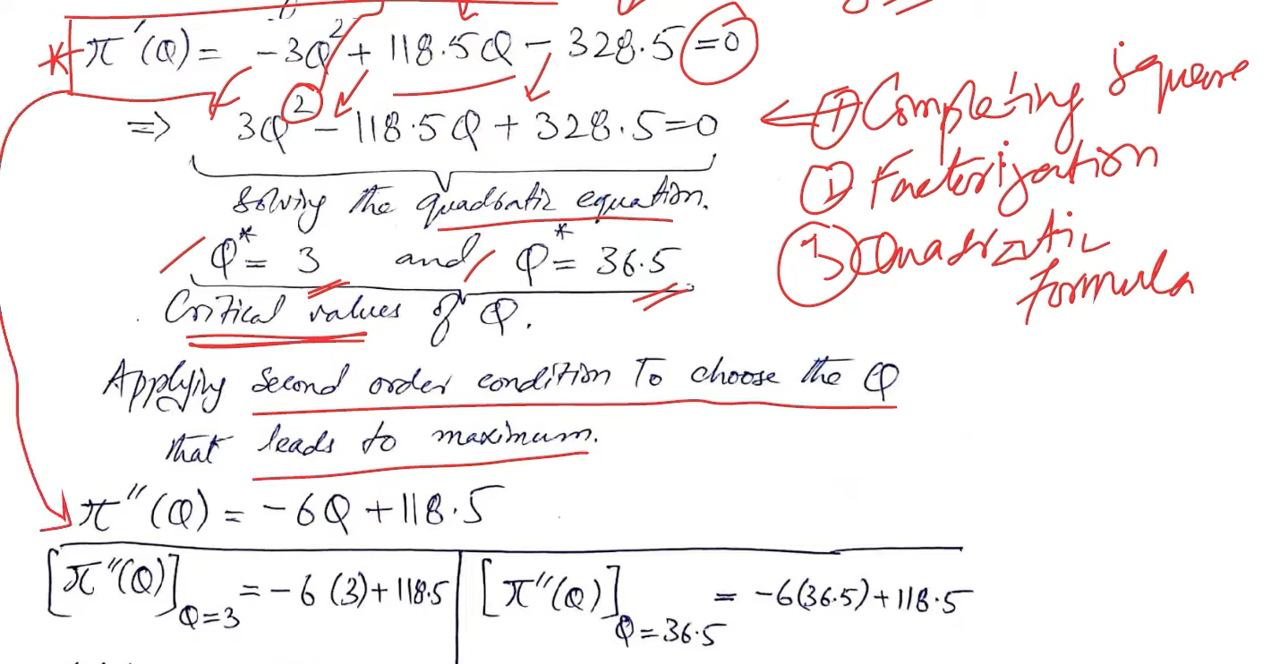 π′(Q) = -3Q² + 118.5Q - 328.5 = 0
⇒ 3Q² - 118.5Q + 328.5 = 0
① Completing square
② Factorization
③ Quadratic formula
Solving the quadratic equation.
Q* = 3 and Q* = 36.5
Critical values of Q.
Applying second order condition To choose the Q
that leads to maximum.
π″(Q) = -6Q + 118.5
[π″(Q)]Q=3 = -6(3) + 118.5
[π″(Q)]Q=36.5 = -6(36.5) + 118.5